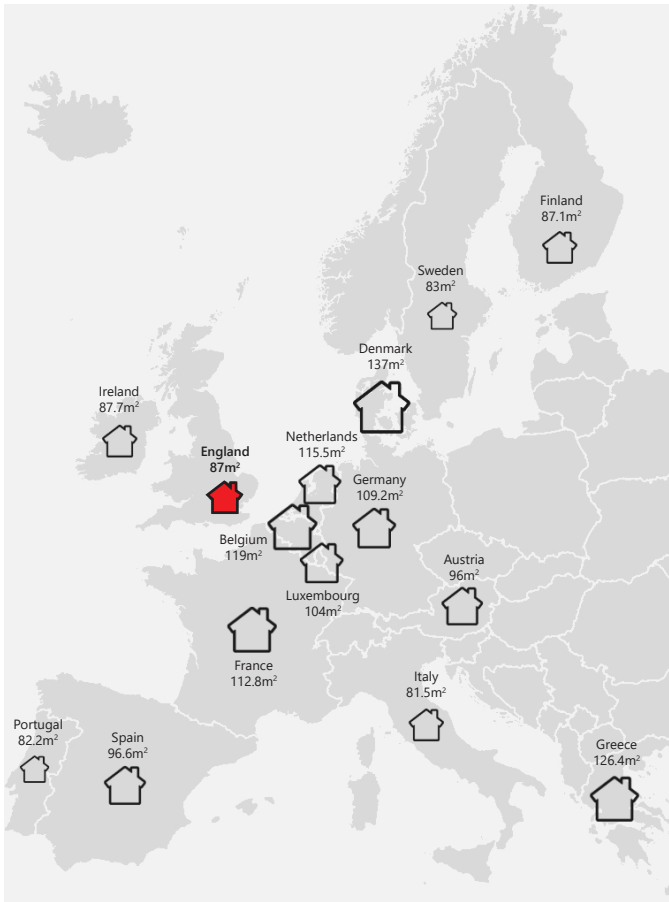 Finland
87.1m²
Sweden
83m²
Denmark
137m²
Ireland
87.7m²
Netherlands
115.5m²
England
87m²
Germany
109.2m²
Belgium
119m²
Austria
96m²
Luxembourg
104m²
France
112.8m²
Italy
81.5m²
Portugal
82.2m²
Spain
96.6m²
Greece
126.4m²